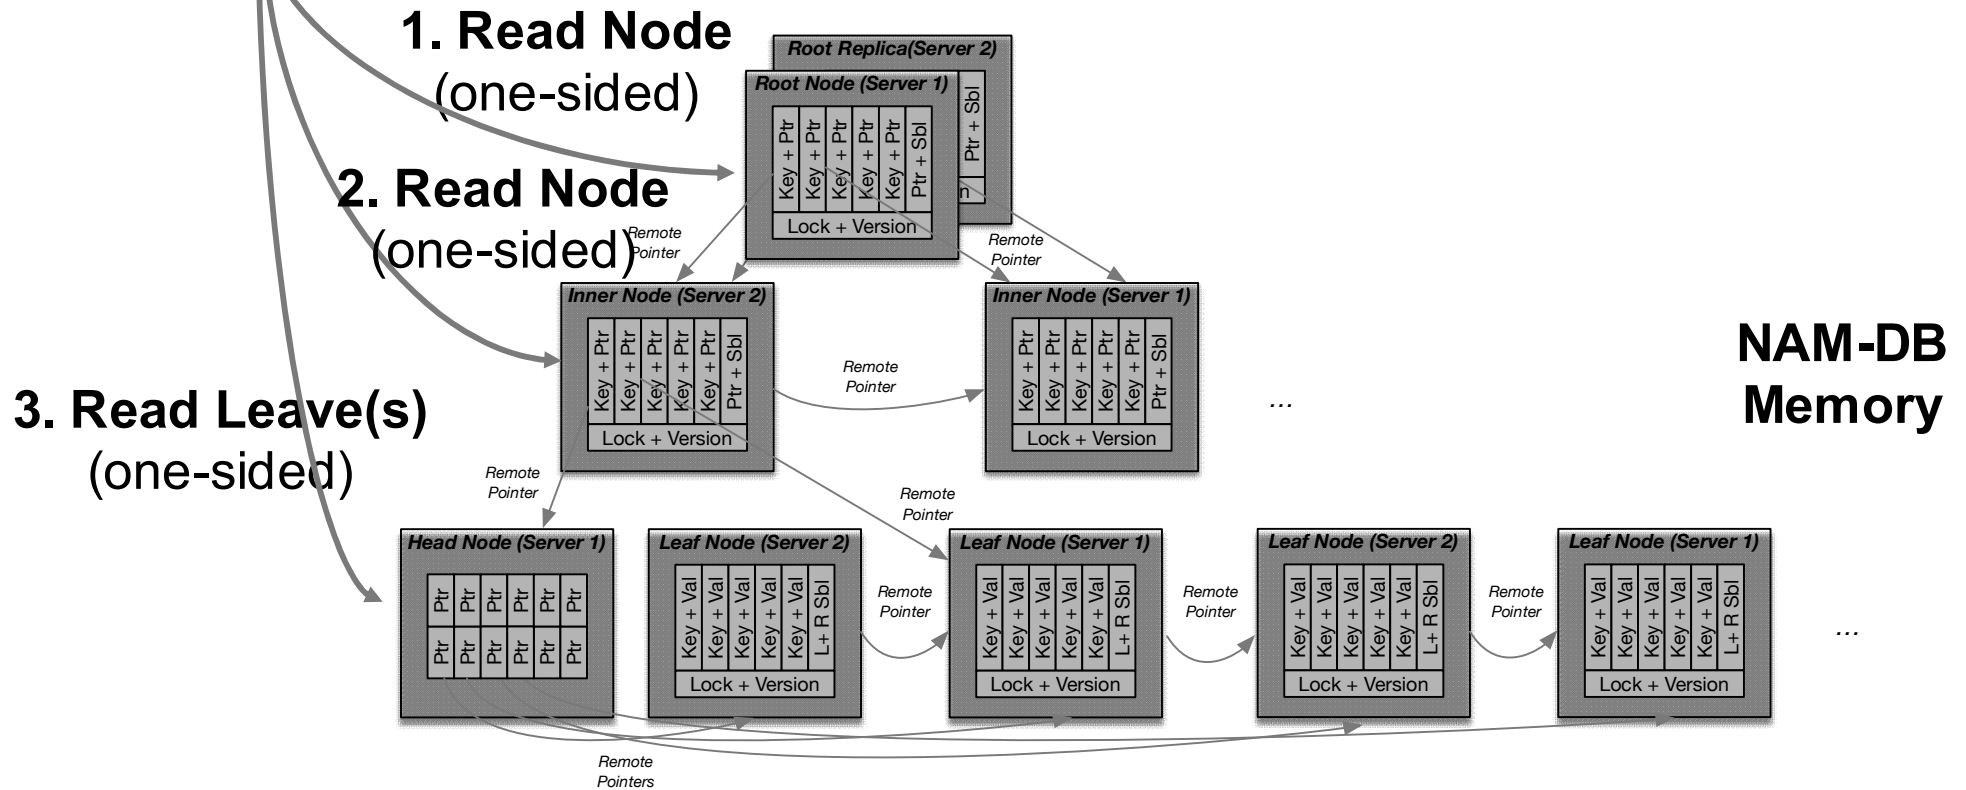 1. Read Node
(one-sided)
Root Replica(Server 2)
Ptr + Sbl
n
Root Node (Server 1)
Key + Ptr
Key + Ptr
Key + Ptr
Key + Ptr
Key + Ptr
Ptr + Sbl
Lock + Version
2. Read Node
(one-sided)
Remote
Pointer
Remote
Pointer
Inner Node (Server 2)
Key + Ptr
Key + Ptr
Key + Ptr
Key + Ptr
Key + Ptr
Ptr + Sbl
Lock + Version
Remote
Pointer
Inner Node (Server 1)
Key + Ptr
Key + Ptr
Key + Ptr
Key + Ptr
Key + Ptr
Ptr + Sbl
Lock + Version
...
NAM-DB
Memory
3. Read Leave(s)
(one-sided)
Remote
Pointer
Remote
Pointer
Head Node (Server 1)
Ptr Ptr Ptr Ptr Ptr Ptr
Ptr Ptr Ptr Ptr Ptr Ptr
Leaf Node (Server 2)
Key + Val
Key + Val
Key + Val
Key + Val
Key + Val
L+ R Sbl
Lock + Version
Remote
Pointer
Leaf Node (Server 1)
Key + Val
Key + Val
Key + Val
Key + Val
Key + Val
L+ R Sbl
Lock + Version
Remote
Pointer
Leaf Node (Server 2)
Key + Val
Key + Val
Key + Val
Key + Val
Key + Val
L+ R Sbl
Lock + Version
Remote
Pointer
Leaf Node (Server 1)
Key + Val
Key + Val
Key + Val
Key + Val
Key + Val
L+ R Sbl
Lock + Version
...
Remote
Pointers